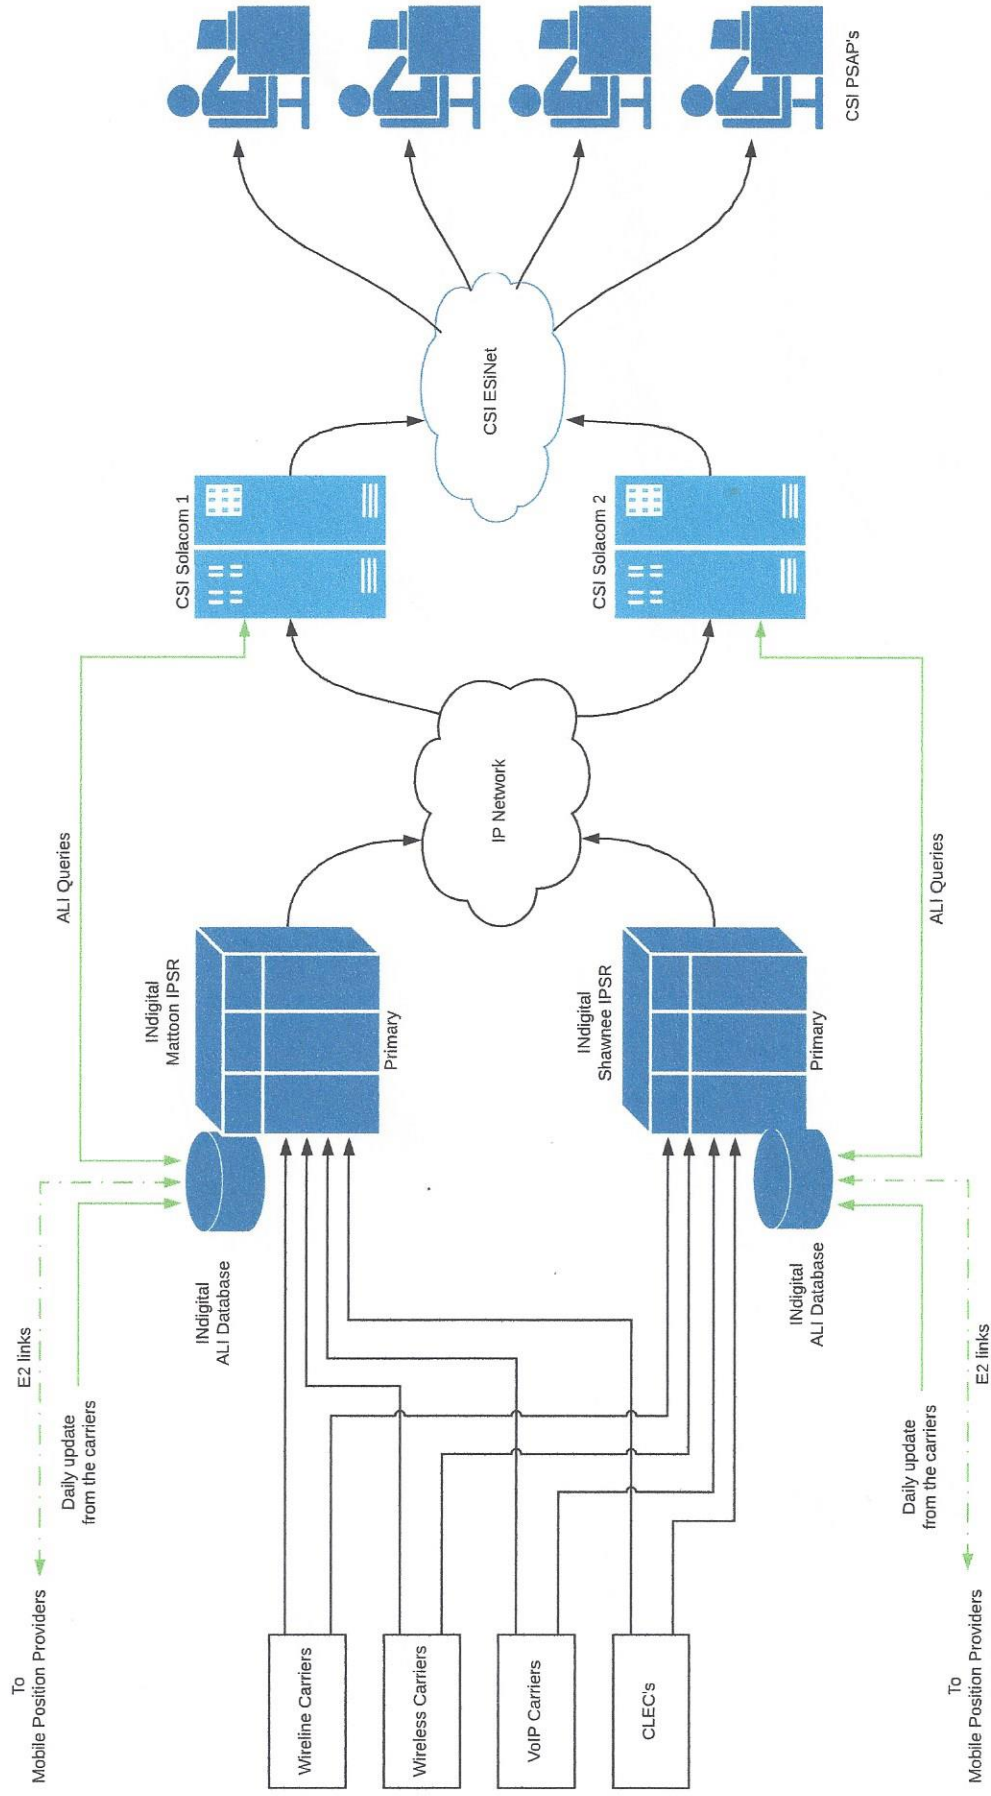 To
Mobile Position Providers
E2 links
Daily update
from the carriers
ALI Queries
INdigital
ALI Database
INdigital
Mattoon IPSR
Primary
CSI Solacom 1
Wireline Carriers
Wireless Carriers
VoIP Carriers
CLEC's
IP Network
CSI ESiNet
INdigital
Shawnee IPSR
Primary
CSI Solacom 2
CSI PSAP's
INdigital
ALI Database
Daily update
from the carriers
ALI Queries
To
Mobile Position Providers
E2 links